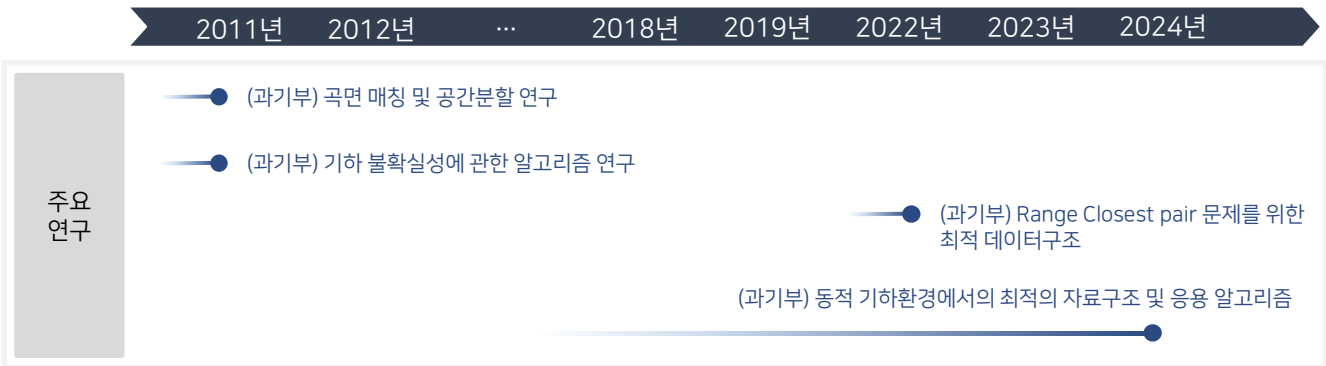 2011년 2012년 … 2018년 2019년 2022년 2023년 2024년
주요
연구
(과기부) 곡면 매칭 및 공간분할 연구
(과기부) 기하 불확실성에 관한 알고리즘 연구
(과기부) Range Closest pair 문제를 위한
최적 데이터구조
(과기부) 동적 기하환경에서의 최적의 자료구조 및 응용 알고리즘